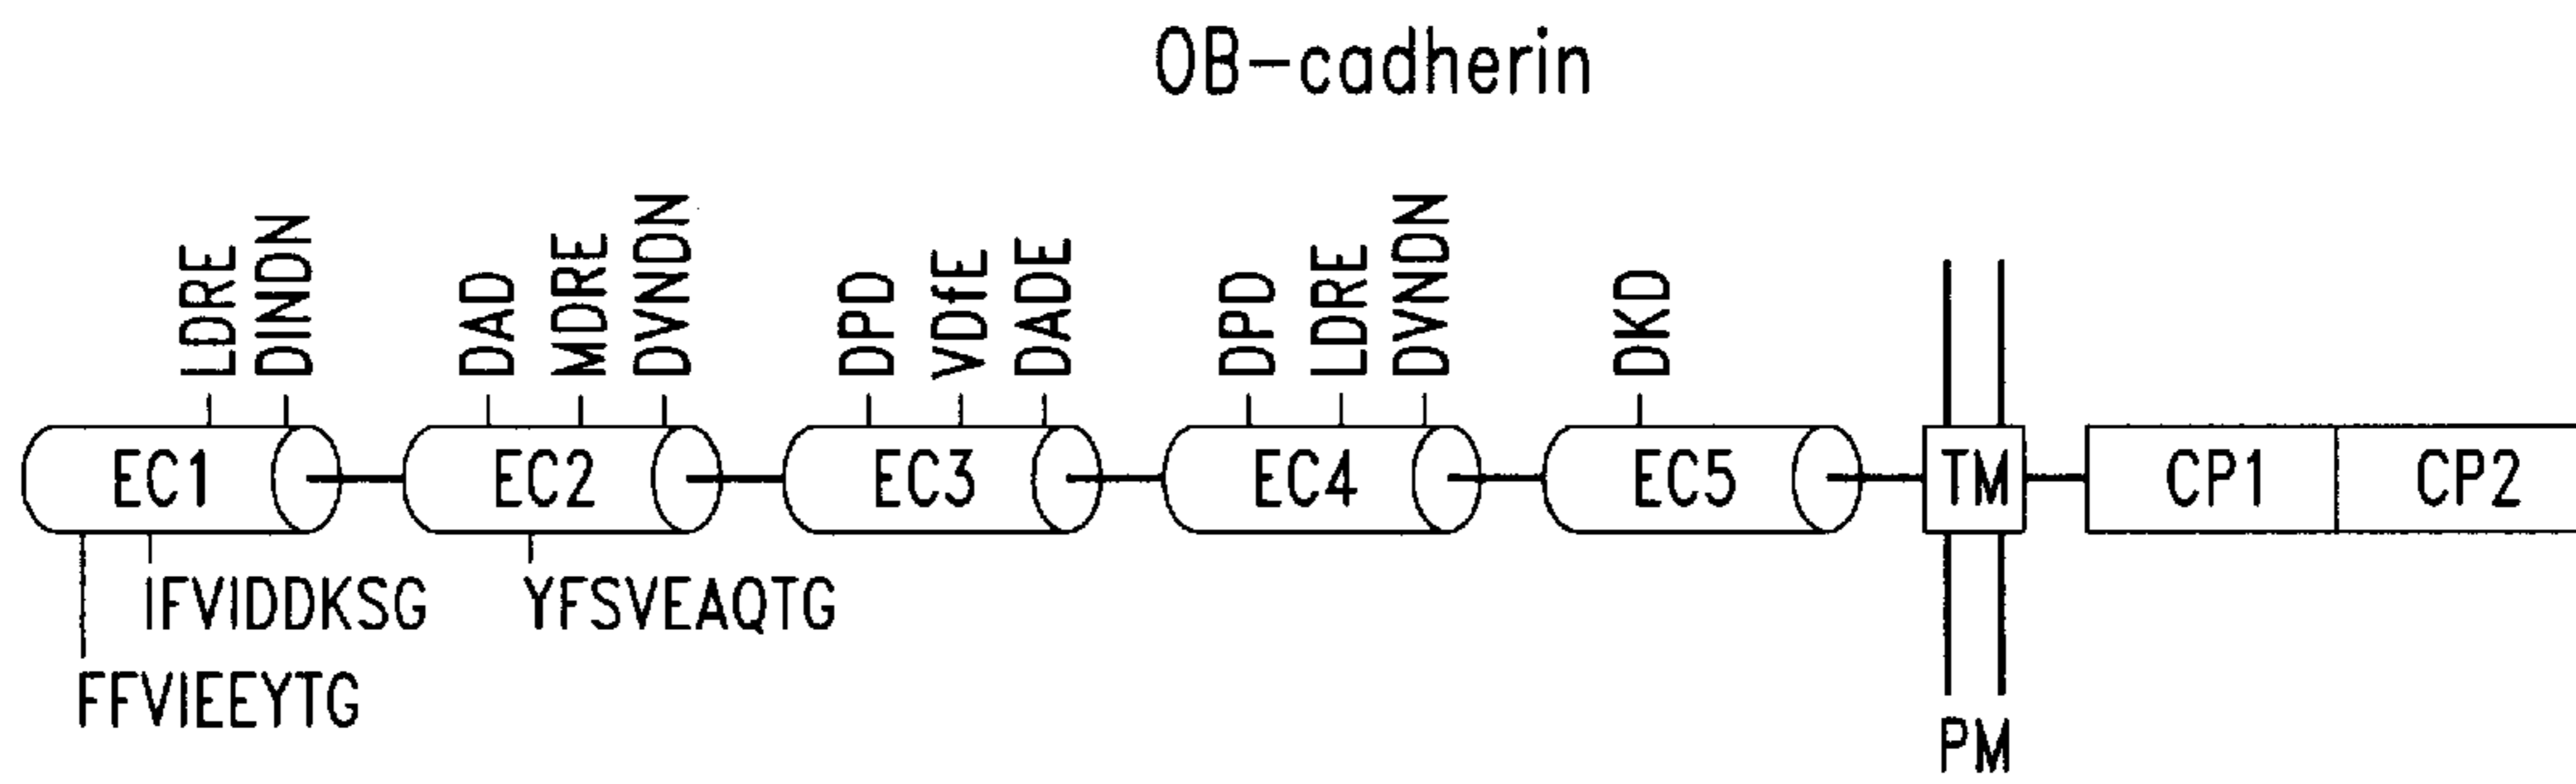 OB-cadherin
LDRE
DINDN
DAD
MDRE
DVNDN
DPD
VDfE
DADE
DPD
LDRE
DVNDN
DKD
EC1
EC2
EC3
EC4
EC5
TM
CP1
CP2
IFVIDDKSG
YFSVEAQTG
FFVIEEYTG
PM